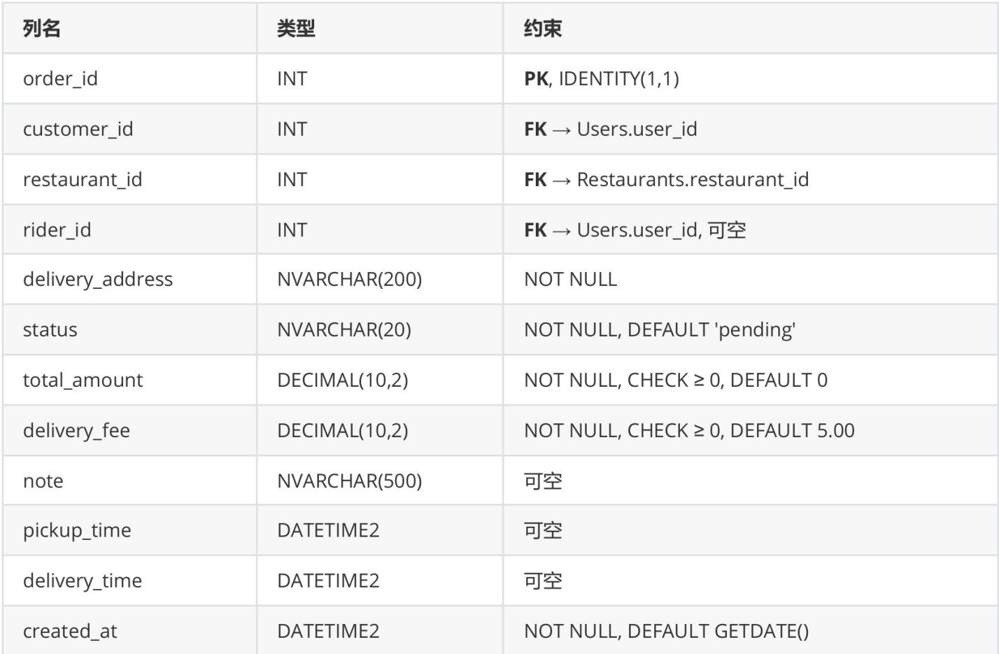 列名 类型 约束
order_id INT PK, IDENTITY(1,1)
customer_id INT FK → Users.user_id
restaurant_id INT FK → Restaurants.restaurant_id
rider_id INT FK → Users.user_id, 可空
delivery_address NVARCHAR(200) NOT NULL
status NVARCHAR(20) NOT NULL, DEFAULT 'pending'
total_amount DECIMAL(10,2) NOT NULL, CHECK ≥ 0, DEFAULT 0
delivery_fee DECIMAL(10,2) NOT NULL, CHECK ≥ 0, DEFAULT 5.00
note NVARCHAR(500) 可空
pickup_time DATETIME2 可空
delivery_time DATETIME2 可空
created_at DATETIME2 NOT NULL, DEFAULT GETDATE()